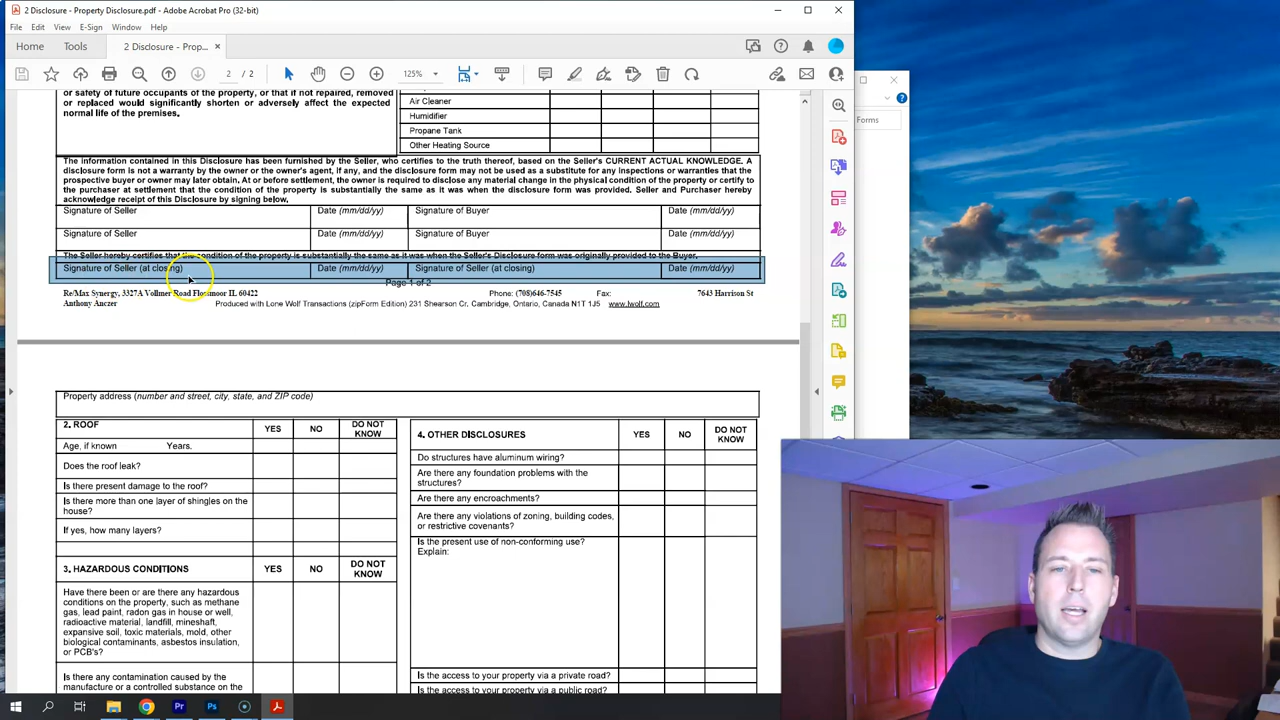 2 Disclosure - Property Disclosure.pdf - Adobe Acrobat Pro (32-bit)
File Edit View E-Sign Window Help
Home Tools 2 Disclosure - Prop... ×
2 / 2 125%
or safety of future occupants of the property, or that if not repaired, removed
or replaced would significantly shorten or adversely affect the expected
normal life of the premises.
Air Cleaner
Humidifier
Propane Tank
Other Heating Source
Forms
The information contained in this Disclosure has been furnished by the Seller, who certifies to the truth thereof, based on the Seller's CURRENT ACTUAL KNOWLEDGE. A
disclosure form is not a warranty by the owner or the owner's agent, if any, and the disclosure form may not be used as a substitute for any inspections or warranties that the
prospective buyer or owner may later obtain. At or before settlement, the owner is required to disclose any material change in the physical condition of the property or certify to
the purchaser at settlement that the condition of the property is substantially the same as it was when the disclosure form was provided. Seller and Purchaser hereby
acknowledge receipt of this Disclosure by signing below.
Signature of Seller Date (mm/dd/yy) Signature of Buyer Date (mm/dd/yy)
Signature of Seller Date (mm/dd/yy) Signature of Buyer Date (mm/dd/yy)
The Seller hereby certifies that the condition of the property is substantially the same as it was when the Seller's Disclosure form was originally provided to the Buyer.
Signature of Seller (at closing) Date (mm/dd/yy) Signature of Seller (at closing) Date (mm/dd/yy)
Page 1 of 2
Re/Max Synergy, 3327A Vollmer Road Flossmoor IL 60422 Phone: (708)646-7545 Fax: 7643 Harrison St
Anthony Anczer Produced with Lone Wolf Transactions (zipForm Edition) 231 Shearson Cr. Cambridge, Ontario, Canada N1T 1J5 www.lwolf.com
Property address (number and street, city, state, and ZIP code)
2. ROOF YES NO DO NOT KNOW
Age, if known Years.
Does the roof leak?
Is there present damage to the roof?
Is there more than one layer of shingles on the
house?
If yes, how many layers?
3. HAZARDOUS CONDITIONS YES NO DO NOT KNOW
Have there been or are there any hazardous
conditions on the property, such as methane
gas, lead paint, radon gas in house or well,
radioactive material, landfill, mineshaft,
expansive soil, toxic materials, mold, other
biological contaminants, asbestos insulation,
or PCB's?
Is there any contamination caused by the
manufacture or a controlled substance on the
4. OTHER DISCLOSURES YES NO DO NOT KNOW
Do structures have aluminum wiring?
Are there any foundation problems with the
structures?
Are there any encroachments?
Are there any violations of zoning, building codes,
or restrictive covenants?
Is the present use of non-conforming use?
Explain:
Is the access to your property via a private road?
Is the access to your property via a public road?